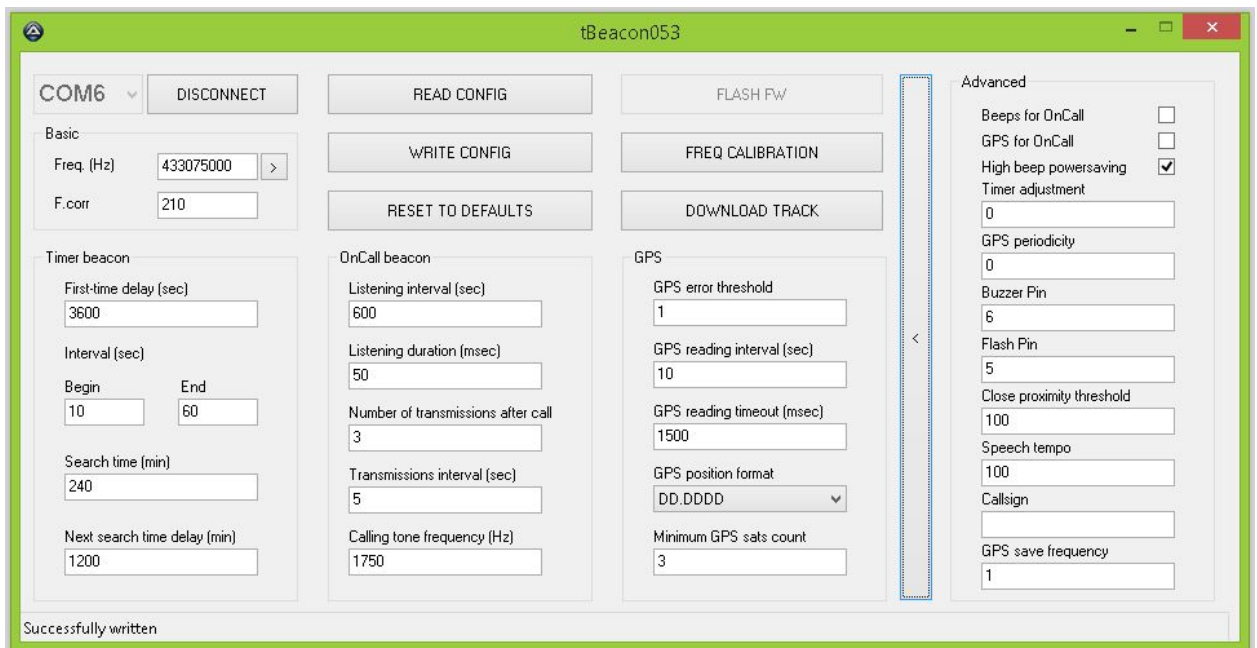 tBeacon053
COM6
DISCONNECT
READ CONFIG
FLASH FW
Basic
Freq. (Hz)
433075000
>
F.corr
210
WRITE CONFIG
FREQ CALIBRATION
RESET TO DEFAULTS
DOWNLOAD TRACK
Timer beacon
First-time delay (sec)
3600
Interval (sec)
Begin
End
10
60
Search time (min)
240
Next search time delay (min)
1200
OnCall beacon
Listening interval (sec)
600
Listening duration (msec)
50
Number of transmissions after call
3
Transmissions interval (sec)
5
Calling tone frequency (Hz)
1750
GPS
GPS error threshold
1
GPS reading interval (sec)
10
GPS reading timeout (msec)
1500
GPS position format
DD.DDDD
Minimum GPS sats count
3
<
Advanced
Beeps for OnCall
GPS for OnCall
High beep powersaving
Timer adjustment
0
GPS periodicity
0
Buzzer Pin
6
Flash Pin
5
Close proximity threshold
100
Speech tempo
100
Callsign
GPS save frequency
1
Successfully written